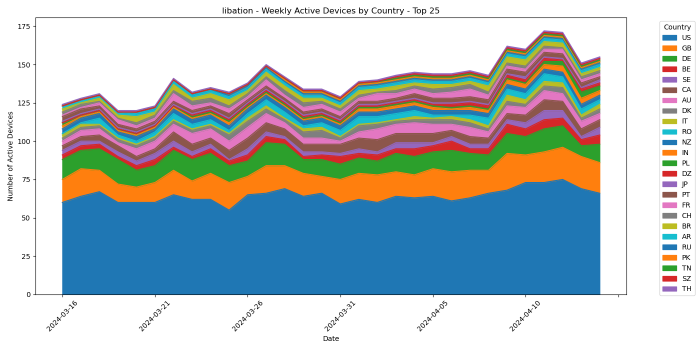 libation - Weekly Active Devices by Country - Top 25
Number of Active Devices
175
150
125
100
75
50
25
0
2024-03-16
2024-03-21
2024-03-26
2024-03-31
2024-04-05
2024-04-10
Date
Country
US
GB
DE
BE
SE
CA
AU
DK
IT
RO
NZ
IN
PL
DZ
JP
PT
FR
CH
BR
AR
RU
PK
TN
SZ
TH